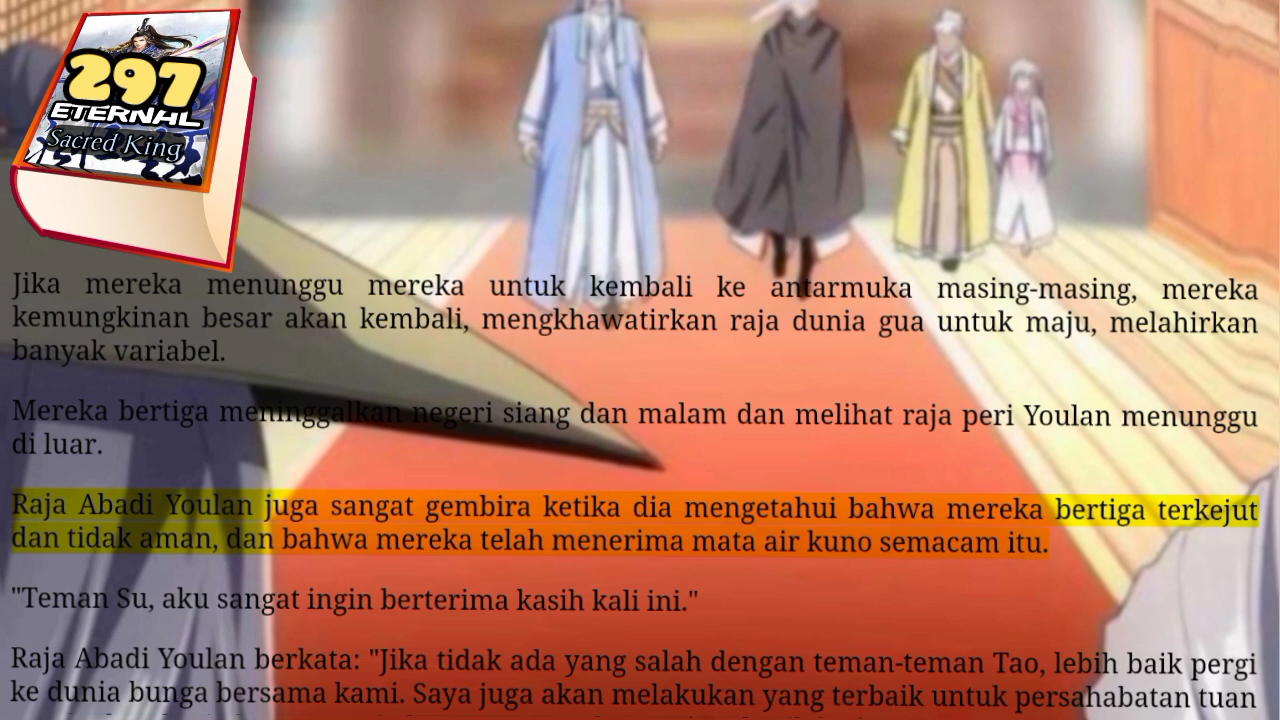 297
ETERNAL
Sacred King
Jika mereka menunggu mereka untuk kembali ke antarmuka masing-masing, mereka
kemungkinan besar akan kembali, mengkhawatirkan raja dunia gua untuk maju, melahirkan
banyak variabel.
Mereka bertiga meninggalkan negeri siang dan malam dan melihat raja peri Youlan menunggu
di luar.
Raja Abadi Youlan juga sangat gembira ketika dia mengetahui bahwa mereka bertiga terkejut
dan tidak aman, dan bahwa mereka telah menerima mata air kuno semacam itu.
"Teman Su, aku sangat ingin berterima kasih kali ini."
Raja Abadi Youlan berkata: "Jika tidak ada yang salah dengan teman-teman Tao, lebih baik pergi
ke dunia bunga bersama kami. Saya juga akan melakukan yang terbaik untuk persahabatan tuan